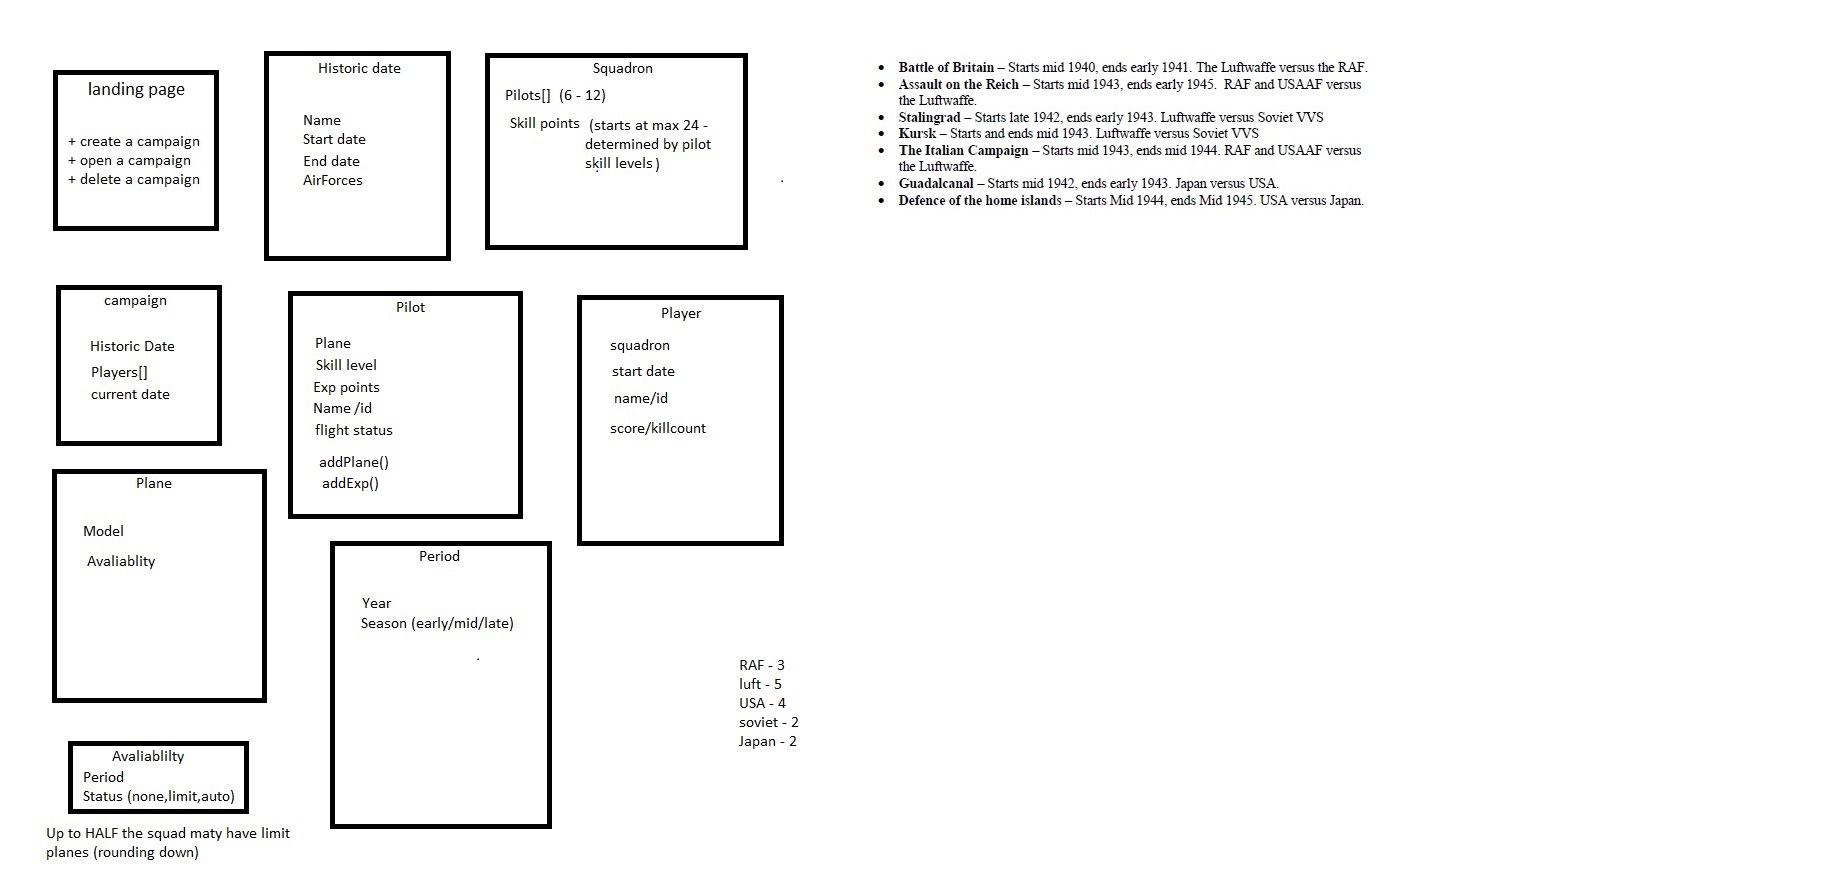 landing page
+ create a campaign
+ open a campaign
+ delete a campaign
Historic date
Name
Start date
End date
AirForces
Squadron
Pilots[] (6 - 12)
Skill points (starts at max 24 -
determined by pilot
skill levels)
• Battle of Britain – Starts mid 1940, ends early 1941. The Luftwaffe versus the RAF.
• Assault on the Reich – Starts mid 1943, ends early 1945. RAF and USAAF versus
the Luftwaffe.
• Stalingrad – Starts late 1942, ends early 1943. Luftwaffe versus Soviet VVS
• Kursk – Starts and ends mid 1943. Luftwaffe versus Soviet VVS
• The Italian Campaign – Starts mid 1943, ends mid 1944. RAF and USAAF versus
the Luftwaffe.
• Guadalcanal – Starts mid 1942, ends early 1943. Japan versus USA.
• Defence of the home islands – Starts Mid 1944, ends Mid 1945. USA versus Japan.
campaign
Historic Date
Players[]
current date
Pilot
Plane
Skill level
Exp points
Name /id
flight status
addPlane()
addExp()
Player
squadron
start date
name/id
score/killcount
Plane
Model
Avaliablity
Period
Year
Season (early/mid/late)
RAF - 3
luft - 5
USA - 4
soviet - 2
Japan - 2
Avaliablilty
Period
Status (none,limit,auto)
Up to HALF the squad maty have limit
planes (rounding down)